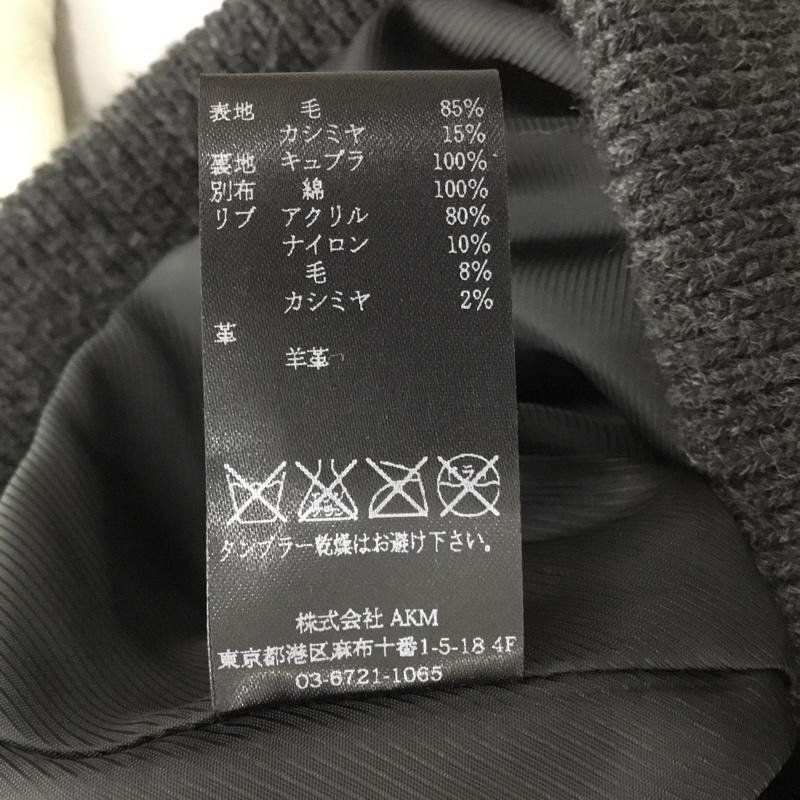 表地 毛 85%
カシミヤ 15%
裏地 キュプラ 100%
別布 綿 100%
リブ アクリル 80%
ナイロン 10%
毛 8%
カシミヤ 2%
革
羊革
タンブラー乾燥はお避け下さい。
株式会社 AKM
東京都港区麻布十番1-5-18 4F
03-6721-1065